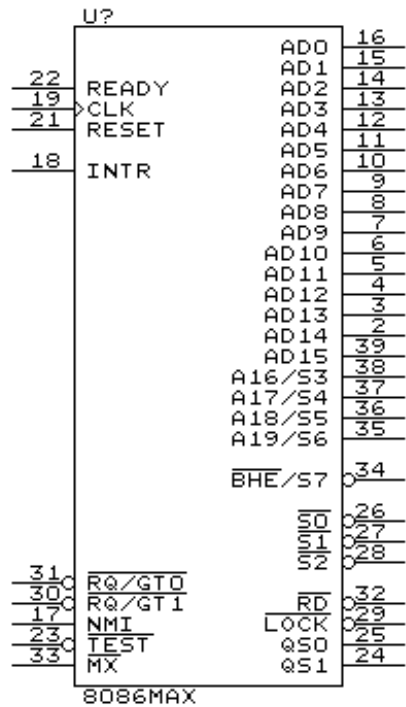 U?
AD0 16
AD1 15
22 READY AD2 14
19 CLK AD3 13
21 RESET AD4 12
AD5 11
18 INTR AD6 10
AD7 9
AD8 8
AD9 7
AD10 6
AD11 5
AD12 4
AD13 3
AD14 2
AD15 39
A16/S3 38
A17/S4 37
A18/S5 36
A19/S6 35
BHE/S7 34
S0 26
S1 27
S2 28
31 RQ/GT0
30 RQ/GT1 RD 32
17 NMI LOCK 29
23 TEST QS0 25
33 MX QS1 24
8086MAX